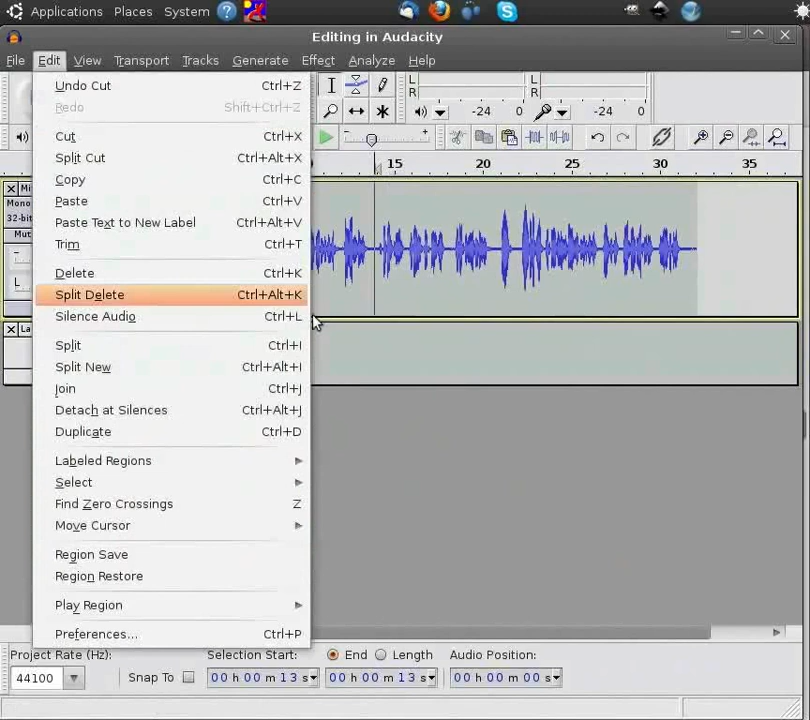 Applications Places System
Editing in Audacity
File Edit View Transport Tracks Generate Effect Analyze Help
Undo Cut Ctrl+Z
Redo Shift+Ctrl+Z
Cut Ctrl+X
Split Cut Ctrl+Alt+X
Copy Ctrl+C
Paste Ctrl+V
Paste Text to New Label Ctrl+Alt+V
Trim Ctrl+T
Delete Ctrl+K
Split Delete Ctrl+Alt+K
Silence Audio Ctrl+L
Split Ctrl+I
Split New Ctrl+Alt+I
Join Ctrl+J
Detach at Silences Ctrl+Alt+J
Duplicate Ctrl+D
Labeled Regions
Select
Find Zero Crossings Z
Move Cursor
Region Save
Region Restore
Play Region
Preferences... Ctrl+P
L
R
-24 0
L
R
-24 0
15 20 25 30 35
Mono
32-bit
Mut
L
Project Rate (Hz):
44100
Snap To
Selection Start:
End
Length
Audio Position:
00 h 00 m 13 s
00 h 00 m 13 s
00 h 00 m 00 s